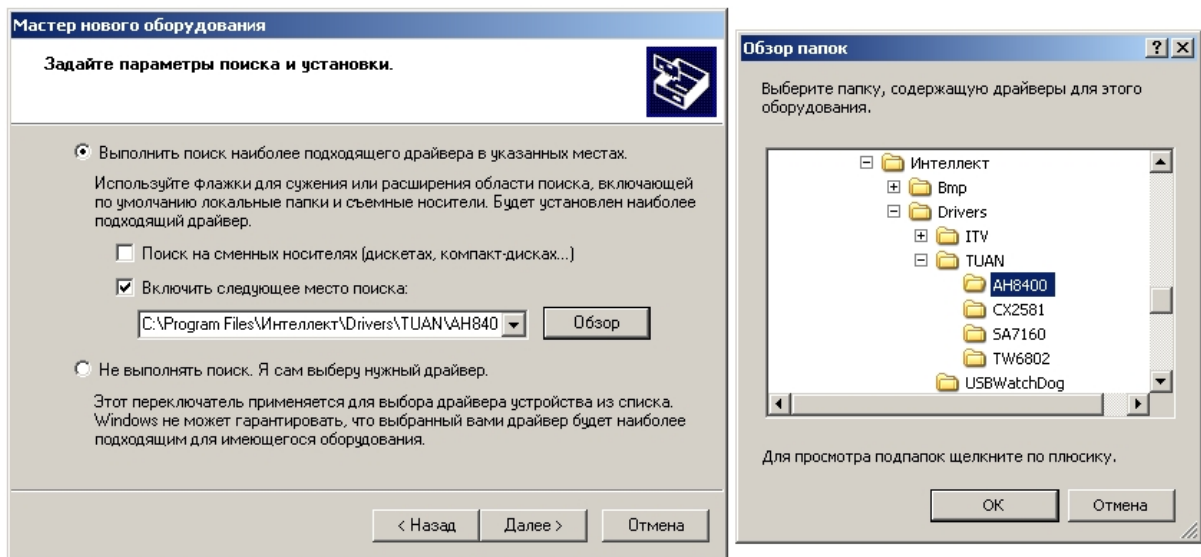 Мастер нового оборудования
Задайте параметры поиска и установки.
Выполнить поиск наиболее подходящего драйвера в указанных местах.
Используйте флажки для сужения или расширения области поиска, включающей
по умолчанию локальные папки и съемные носители. Будет установлен наиболее
подходящий драйвер.
Поиск на сменных носителях (дискетах, компакт-дисках...)
Включить следующее место поиска:
C:\Program Files\Интеллект\Drivers\TUAN\AH840
Обзор
Не выполнять поиск. Я сам выберу нужный драйвер.
Этот переключатель применяется для выбора драйвера устройства из списка.
Windows не может гарантировать, что выбранный вами драйвер будет наиболее
подходящим для имеющегося оборудования.
< Назад
Далее >
Отмена
Обзор папок
Выберите папку, содержащую драйверы для этого
оборудования.
Интеллект
Bmp
Drivers
ITV
TUAN
AH8400
CX2581
SA7160
TW6802
USBWatchDog
Для просмотра подпапок щелкните по плюсику.
ОК
Отмена